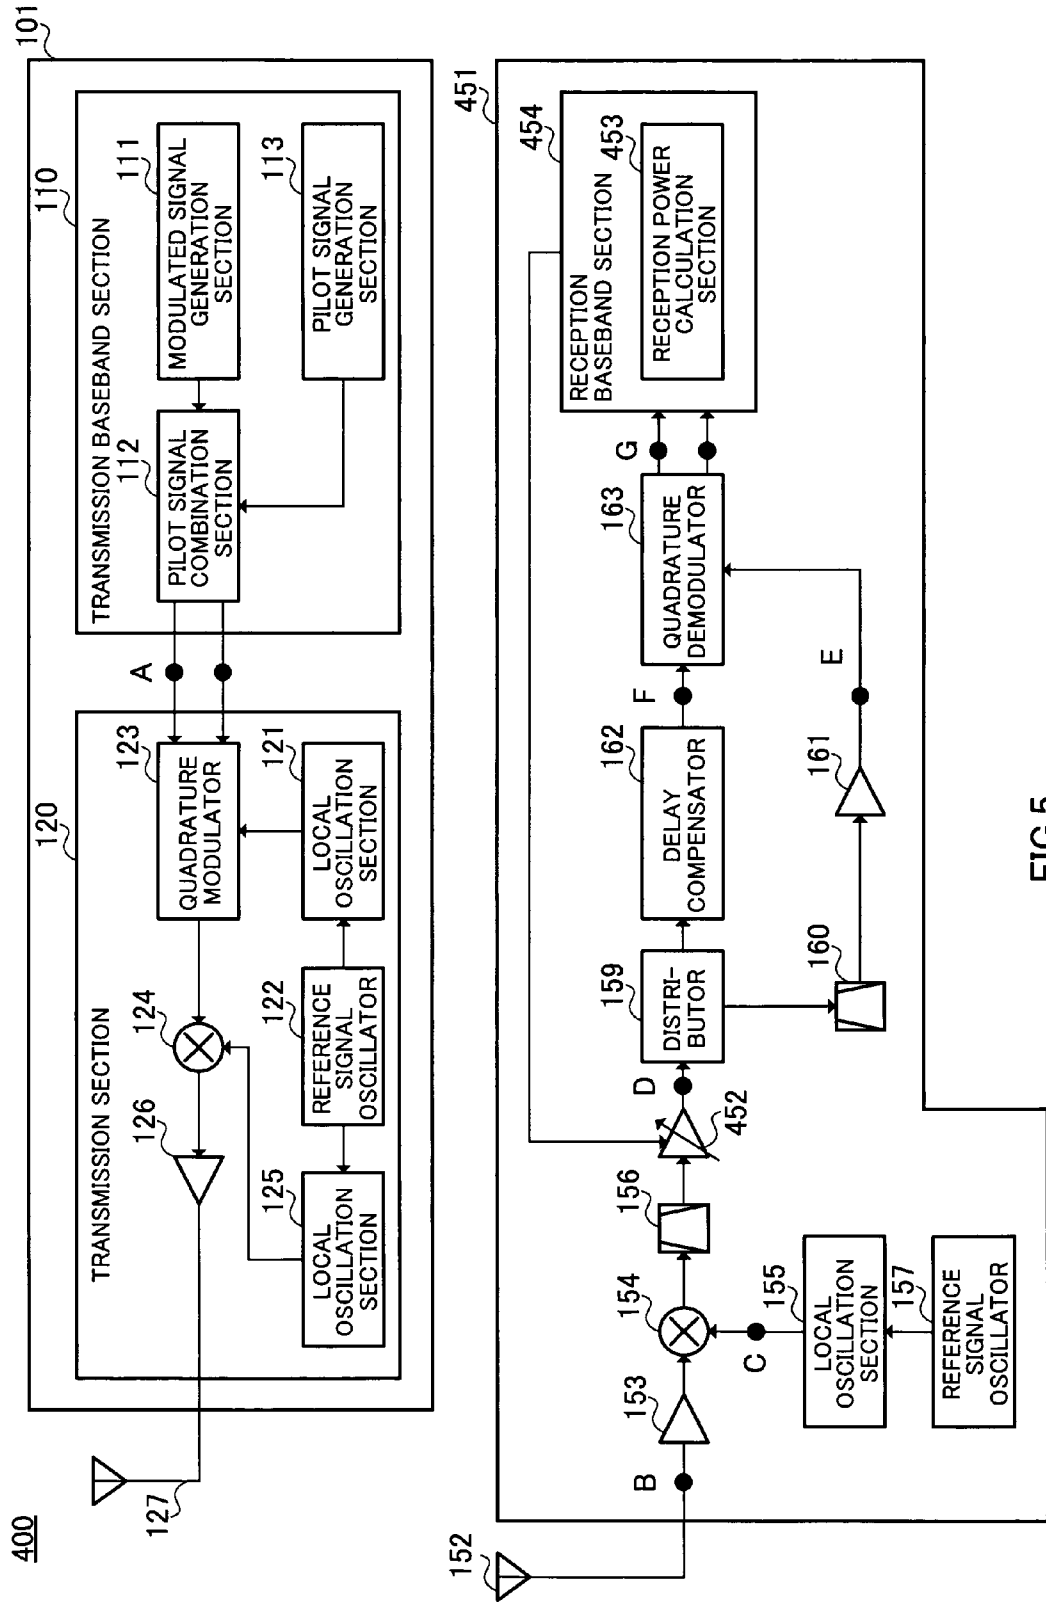 400
101
110
TRANSMISSION BASEBAND SECTION
111
MODULATED SIGNAL
GENERATION
SECTION
112
PILOT SIGNAL
COMBINATION
SECTION
113
PILOT SIGNAL
GENERATION
SECTION
A
120
TRANSMISSION SECTION
123
QUADRATURE
MODULATOR
121
LOCAL
OSCILLATION
SECTION
122
REFERENCE
SIGNAL
OSCILLATOR
124
125
LOCAL
OSCILLATION
SECTION
126
127
451
152
B
153
154
C
155
LOCAL
OSCILLATION
SECTION
157
REFERENCE
SIGNAL
OSCILLATOR
156
452
D
159
DISTRI-
BUTOR
160
161
E
162
DELAY
COMPENSATOR
F
163
QUADRATURE
DEMODULATOR
G
454
RECEPTION
BASEBAND SECTION
453
RECEPTION POWER
CALCULATION
SECTION
FIG.5